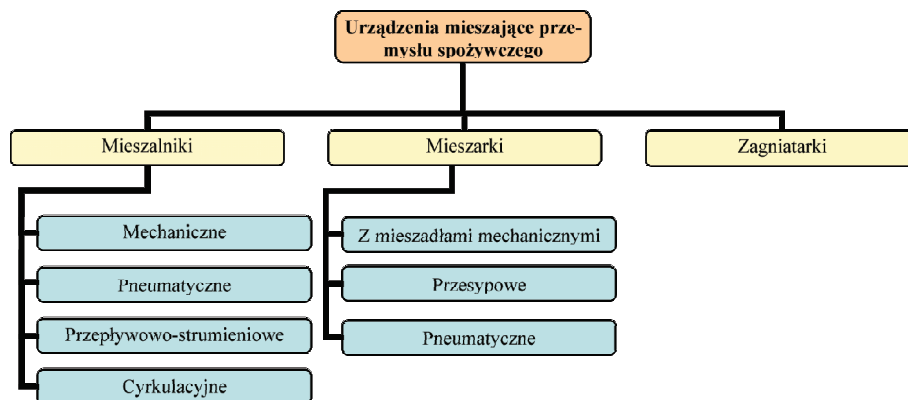 Urządzenia mieszające prze-
mysłu spożywczego
Mieszalniki
Mieszarki
Zagniatarki
Mechaniczne
Pneumatyczne
Przepływowo-strumieniowe
Cyrkulacyjne
Z mieszadłami mechanicznymi
Przesypowe
Pneumatyczne